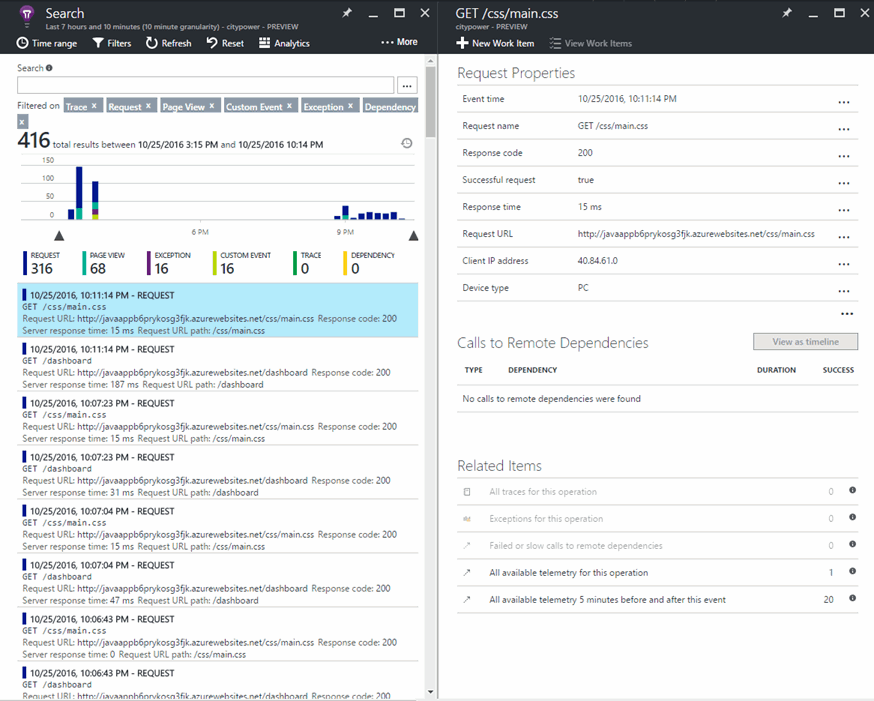 Search
Last 7 hours and 10 minutes (10 minute granularity) - citypower - PREVIEW
Time range Filters Refresh Reset Analytics ... More
Search
...
Filtered on Trace x Request x Page View x Custom Event x Exception x Dependency
x
416 total results between 10/25/2016 3:15 PM and 10/25/2016 10:14 PM
150
100
50
0
6 PM 9 PM
REQUEST PAGE VIEW EXCEPTION CUSTOM EVENT TRACE DEPENDENCY
316 68 16 16 0 0
10/25/2016, 10:11:14 PM - REQUEST
GET /css/main.css
Request URL: http://javaappb6prykosg3fjk.azurewebsites.net/css/main.css Response code: 200
Server response time: 15 ms Request URL path: /css/main.css
10/25/2016, 10:11:14 PM - REQUEST
GET /dashboard
Request URL: http://javaappb6prykosg3fjk.azurewebsites.net/dashboard Response code: 200
Server response time: 187 ms Request URL path: /dashboard
10/25/2016, 10:07:23 PM - REQUEST
GET /css/main.css
Request URL: http://javaappb6prykosg3fjk.azurewebsites.net/css/main.css Response code: 200
Server response time: 15 ms Request URL path: /css/main.css
10/25/2016, 10:07:23 PM - REQUEST
GET /dashboard
Request URL: http://javaappb6prykosg3fjk.azurewebsites.net/dashboard Response code: 200
Server response time: 31 ms Request URL path: /dashboard
10/25/2016, 10:07:04 PM - REQUEST
GET /css/main.css
Request URL: http://javaappb6prykosg3fjk.azurewebsites.net/css/main.css Response code: 200
Server response time: 15 ms Request URL path: /css/main.css
10/25/2016, 10:07:04 PM - REQUEST
GET /dashboard
Request URL: http://javaappb6prykosg3fjk.azurewebsites.net/dashboard Response code: 200
Server response time: 47 ms Request URL path: /dashboard
10/25/2016, 10:06:43 PM - REQUEST
GET /css/main.css
Request URL: http://javaappb6prykosg3fjk.azurewebsites.net/css/main.css Response code: 200
Server response time: 0 Request URL path: /css/main.css
10/25/2016, 10:06:43 PM - REQUEST
GET /dashboard
Request URL: http://javaappb6prykosg3fjk.azurewebsites.net/dashboard Response code: 200
GET /css/main.css
citypower - PREVIEW
New Work Item View Work Items
Request Properties
Event time 10/25/2016, 10:11:14 PM ...
Request name GET /css/main.css ...
Response code 200 ...
Successful request true ...
Response time 15 ms ...
Request URL http://javaappb6prykosg3fjk.azurewebsites.net/css/main.css ...
Client IP address 40.84.61.0 ...
Device type PC ...
...
Calls to Remote Dependencies View as timeline
TYPE DEPENDENCY DURATION SUCCESS
No calls to remote dependencies were found
Related Items
All traces for this operation 0
Exceptions for this operation 0
Failed or slow calls to remote dependencies 0
All available telemetry for this operation 1
All available telemetry 5 minutes before and after this event 20